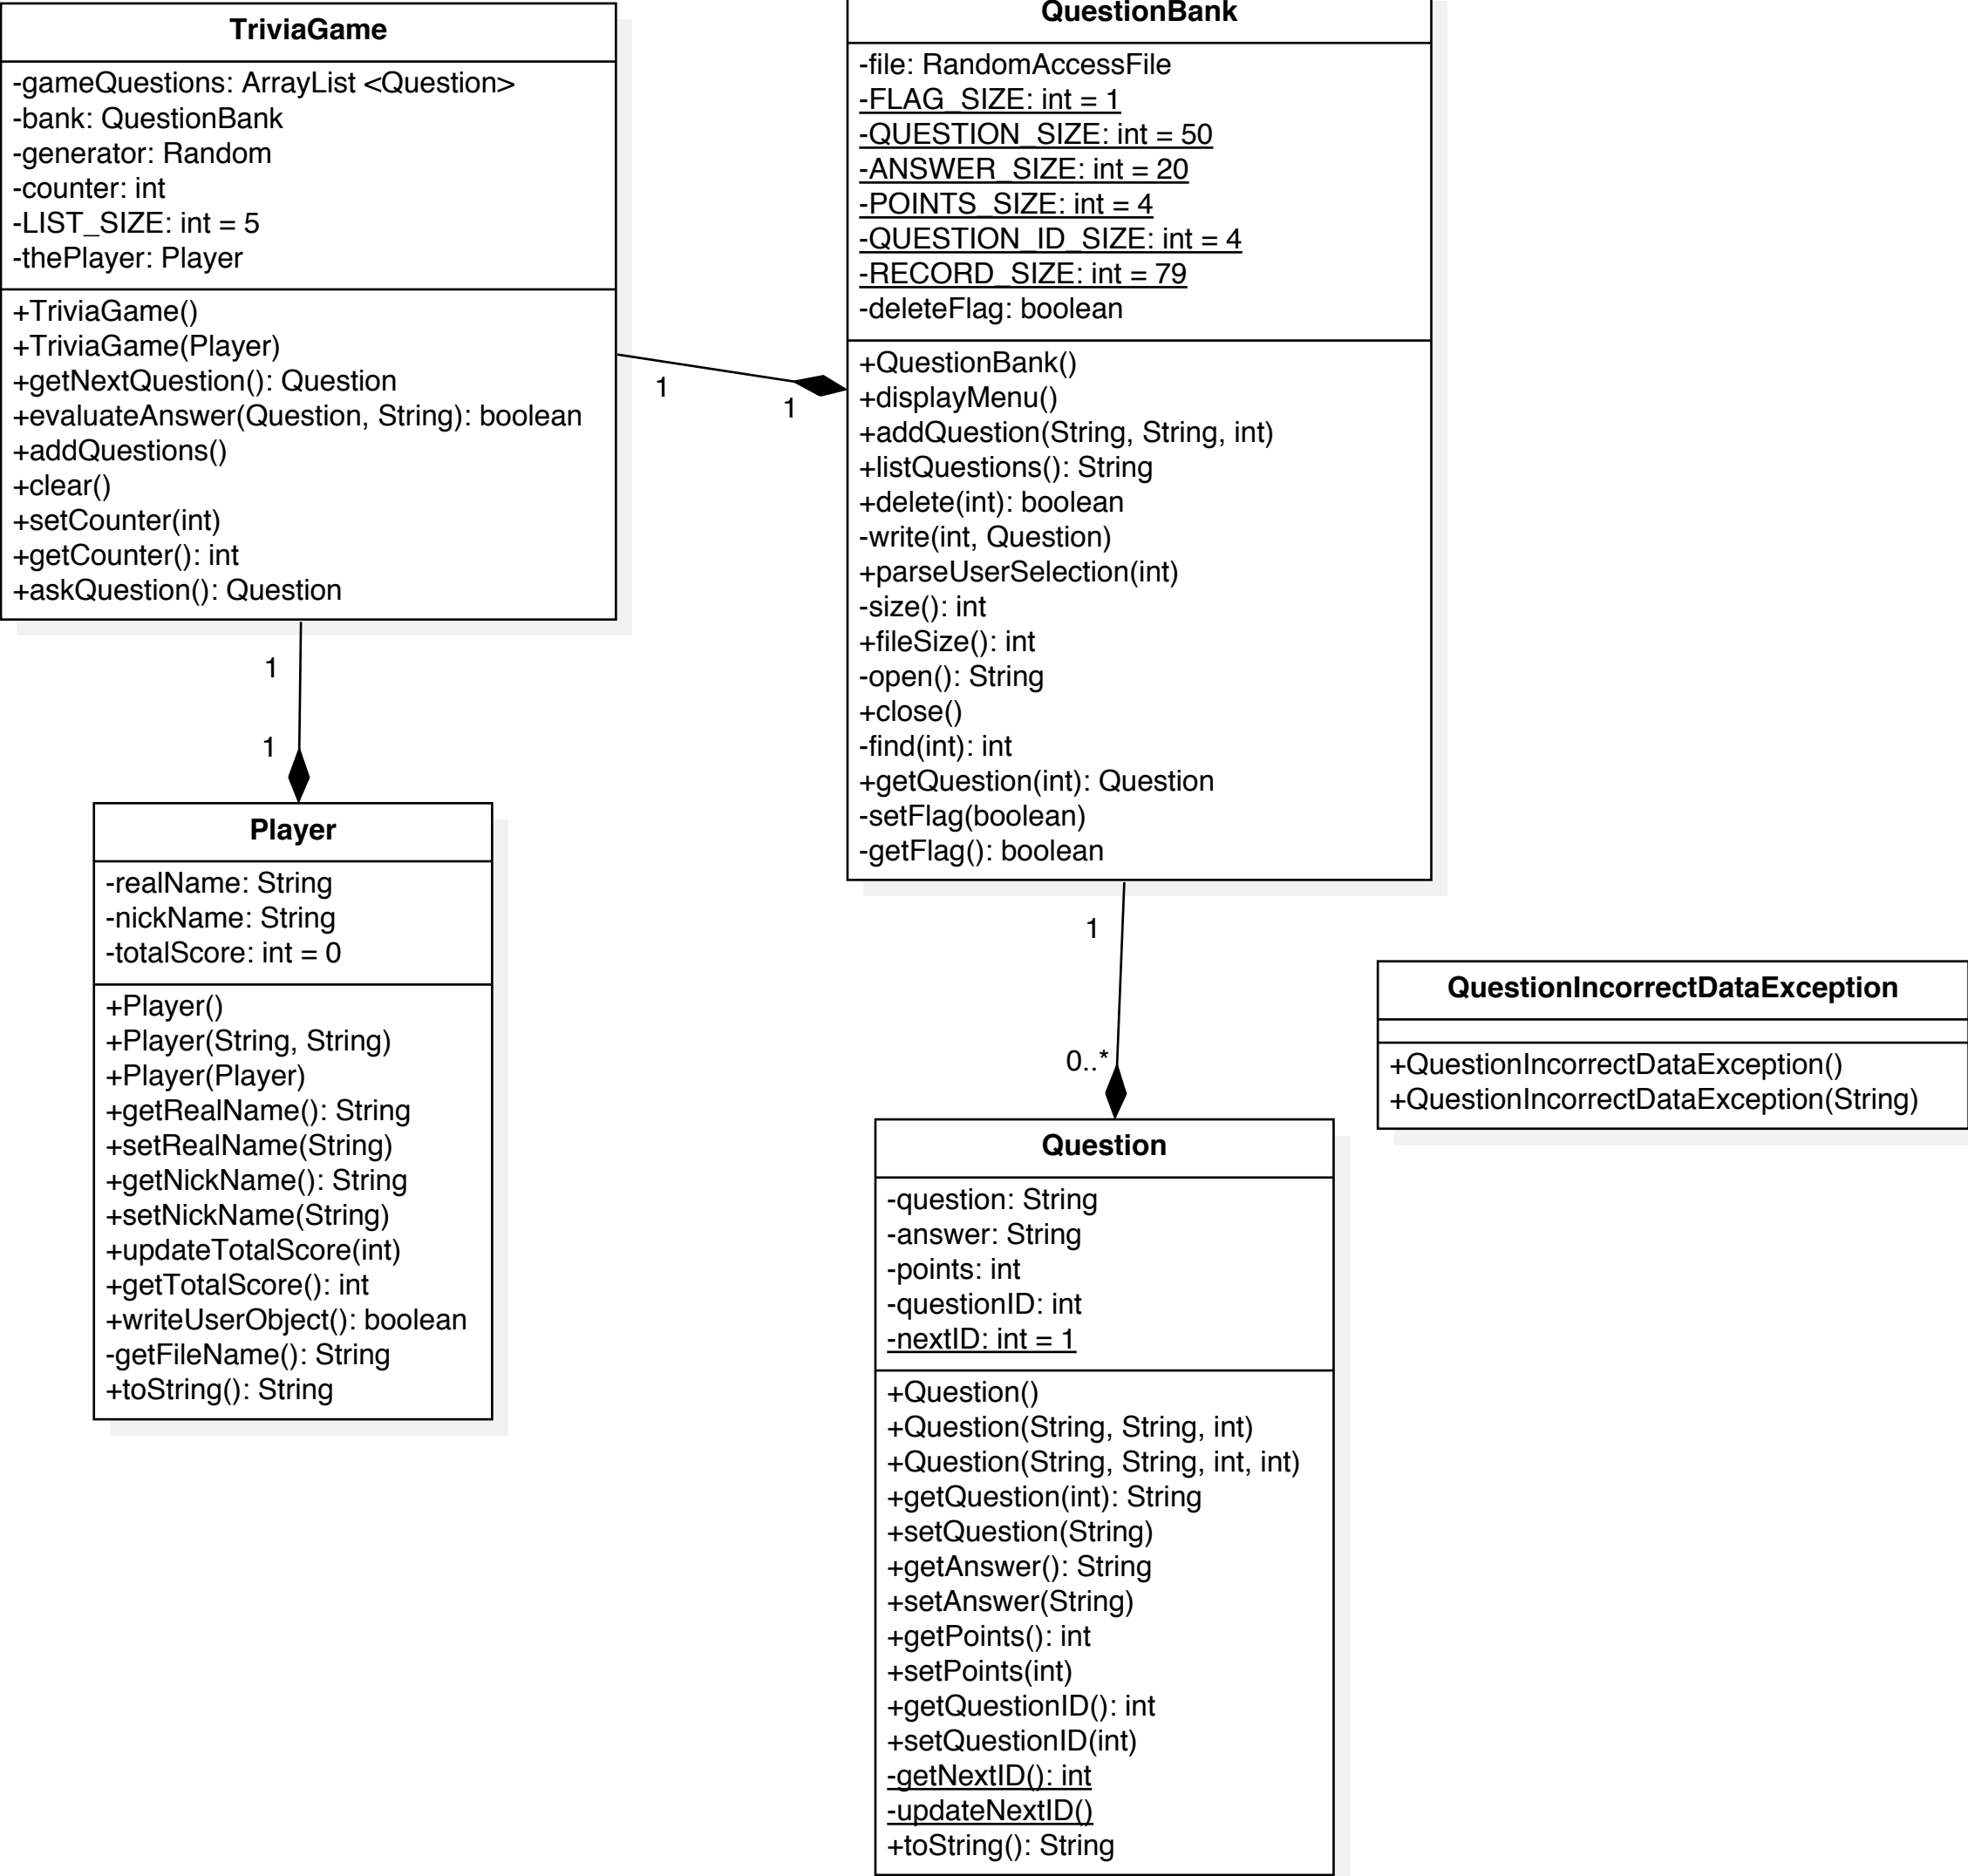 TriviaGame
-gameQuestions: ArrayList <Question>
-bank: QuestionBank
-generator: Random
-counter: int
-LIST_SIZE: int = 5
-thePlayer: Player
+TriviaGame()
+TriviaGame(Player)
+getNextQuestion(): Question
+evaluateAnswer(Question, String): boolean
+addQuestions()
+clear()
+setCounter(int)
+getCounter(): int
+askQuestion(): Question
1
1
QuestionBank
-file: RandomAccessFile
-FLAG_SIZE: int = 1
-QUESTION_SIZE: int = 50
-ANSWER_SIZE: int = 20
-POINTS_SIZE: int = 4
-QUESTION_ID_SIZE: int = 4
-RECORD_SIZE: int = 79
-deleteFlag: boolean
+QuestionBank()
+displayMenu()
+addQuestion(String, String, int)
+listQuestions(): String
+delete(int): boolean
-write(int, Question)
+parseUserSelection(int)
-size(): int
+fileSize(): int
-open(): String
+close()
-find(int): int
+getQuestion(int): Question
-setFlag(boolean)
-getFlag(): boolean
1
1
Player
-realName: String
-nickName: String
-totalScore: int = 0
+Player()
+Player(String, String)
+Player(Player)
+getRealName(): String
+setRealName(String)
+getNickName(): String
+setNickName(String)
+updateTotalScore(int)
+getTotalScore(): int
+writeUserObject(): boolean
-getFileName(): String
+toString(): String
1
0..*
QuestionIncorrectDataException
+QuestionIncorrectDataException()
+QuestionIncorrectDataException(String)
Question
-question: String
-answer: String
-points: int
-questionID: int
-nextID: int = 1
+Question()
+Question(String, String, int)
+Question(String, String, int, int)
+getQuestion(int): String
+setQuestion(String)
+getAnswer(): String
+setAnswer(String)
+getPoints(): int
+setPoints(int)
+getQuestionID(): int
+setQuestionID(int)
-getNextID(): int
-updateNextID()
+toString(): String